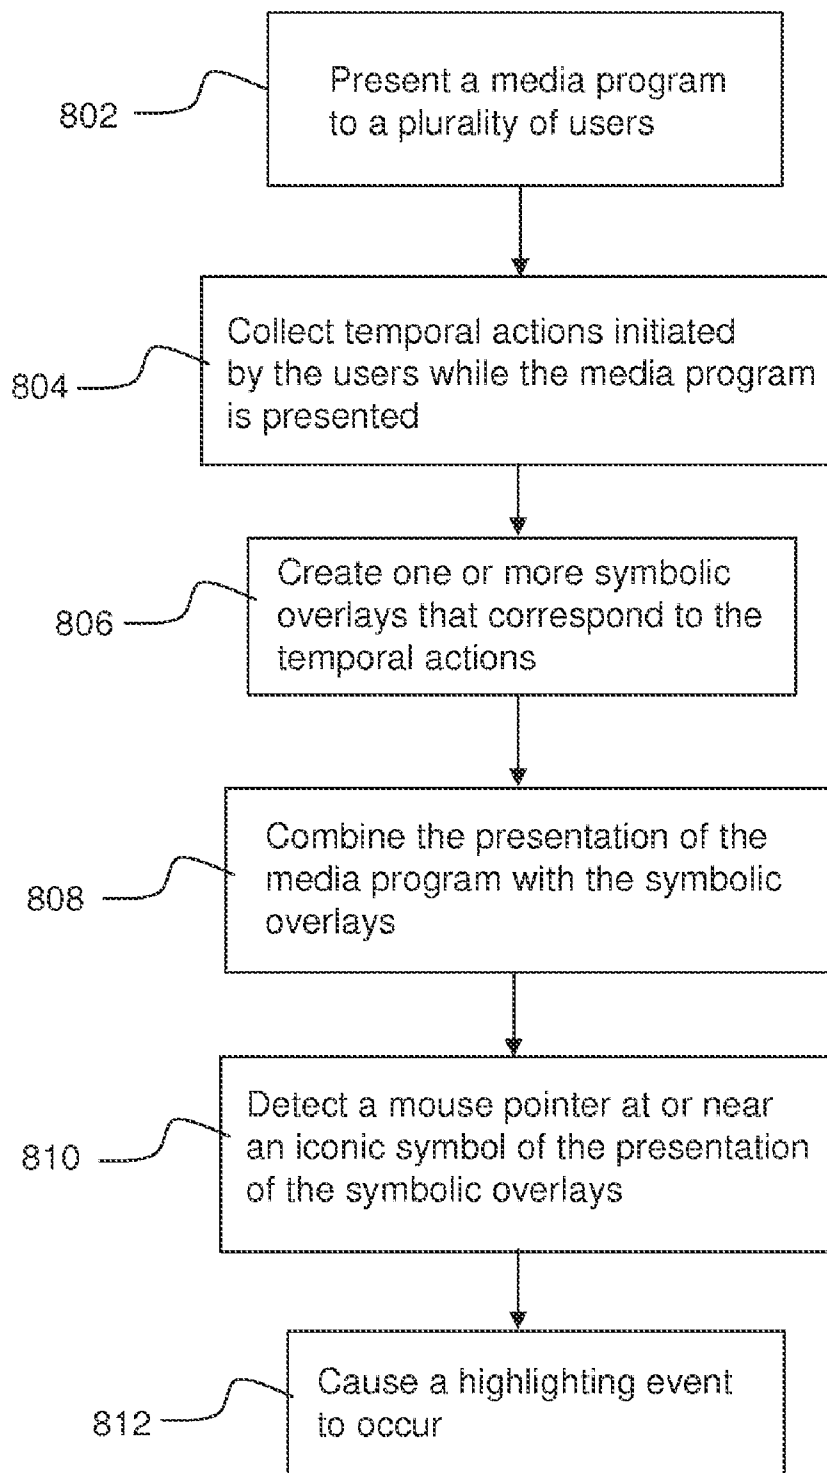 Present a media program
to a plurality of users
802
Collect temporal actions initiated
by the users while the media program
is presented
804
Create one or more symbolic
overlays that correspond to the
temporal actions
806
Combine the presentation of the
media program with the symbolic
overlays
808
Detect a mouse pointer at or near
an iconic symbol of the presentation
of the symbolic overlays
810
Cause a highlighting event
to occur
812